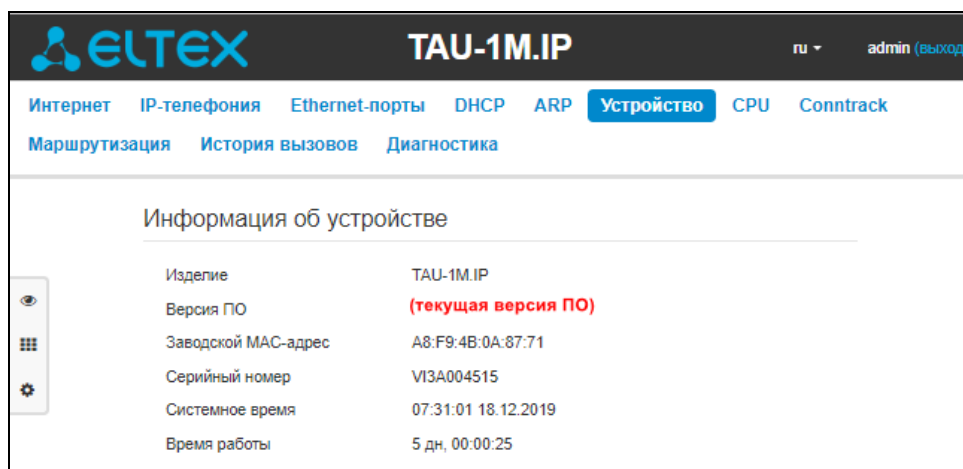 ELTEX TAU-1M.IP ru admin (выход
Интернет IP-телефония Ethernet-порты DHCP ARP Устройство CPU Conntrack
Маршрутизация История вызовов Диагностика
Информация об устройстве
Изделие TAU-1M.IP
Версия ПО (текущая версия ПО)
Заводской MAC-адрес A8:F9:4B:0A:87:71
Серийный номер VI3A004515
Системное время 07:31:01 18.12.2019
Время работы 5 дн, 00:00:25